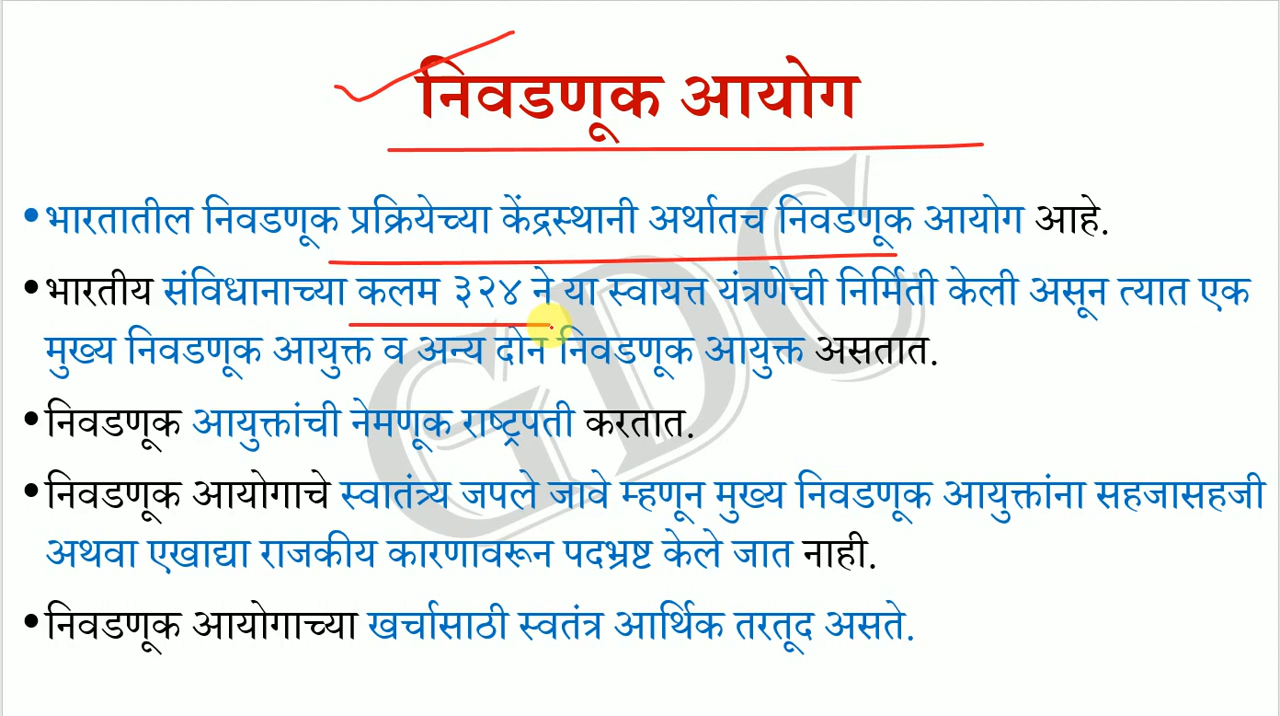 निवडणूक आयोग
•भारतातील निवडणूक प्रक्रियेच्या केंद्रस्थानी अर्थातच निवडणूक आयोग आहे.
•भारतीय संविधानाच्या कलम ३२४ ने या स्वायत्त यंत्रणेची निर्मिती केली असून त्यात एक
मुख्य निवडणूक आयुक्त व अन्य दोन निवडणूक आयुक्त असतात.
•निवडणूक आयुक्तांची नेमणूक राष्ट्रपती करतात.
•निवडणूक आयोगाचे स्वातंत्र्य जपले जावे म्हणून मुख्य निवडणूक आयुक्तांना सहजासहजी
अथवा एखाद्या राजकीय कारणावरून पदभ्रष्ट केले जात नाही.
•निवडणूक आयोगाच्या खर्चासाठी स्वतंत्र आर्थिक तरतूद असते.
GDC